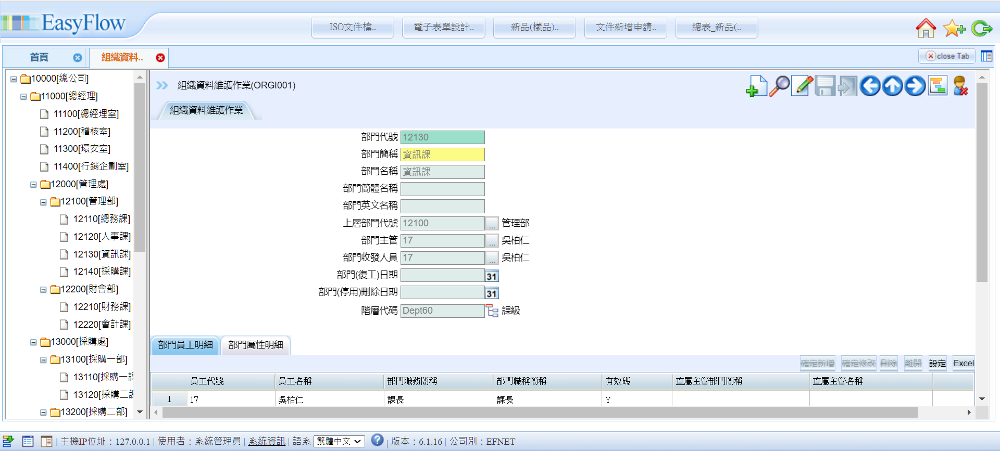 EasyFlow
ISO文件檔..
電子表單設計..
新品(樣品)..
文件新增申請..
總表_新品(..
首頁
組織資料..
close Tab
10000[總公司]
11000[總經理]
11100[總經理室]
11200[稽核室]
11300[環安室]
11400[行銷企劃室]
12000[管理處]
12100[管理部]
12110[總務課]
12120[人事課]
12130[資訊課]
12140[採購課]
12200[財會部]
12210[財務課]
12220[會計課]
13000[採購處]
13100[採購一部]
13110[採購一課
13120[採購二課
13200[採購二部]
組織資料維護作業(ORGI001)
組織資料維護作業
部門代號 12130
部門簡稱 資訊課
部門名稱 資訊課
部門簡體名稱
部門英文名稱
上層部門代號 12100 ... 管理部
部門主管 17 ... 吳柏仁
部門收發人員 17 ... 吳柏仁
部門(復工)日期 31
部門(停用)刪除日期 31
階層代碼 Dept60 課級
部門員工明細 部門屬性明細
確定新增 確定修改 刪除 離開 設定 Excel
員工代號 員工名稱 部門職務簡稱 部門職稱簡稱 有效碼 直屬主管部門簡稱 直屬主管名稱
1 17 吳柏仁 課長 課長 Y
| 主機IP位址：127.0.0.1 | 使用者：系統管理員 | 系統資訊 | 語系 繁體中文 ? | 版本：6.1.16 | 公司別：EFNET